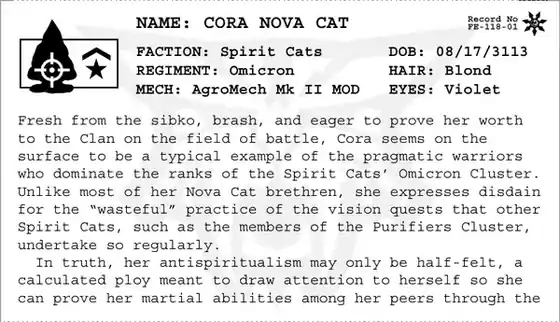 NAME: CORA NOVA CAT
Record No
FE-118-01
FACTION: Spirit Cats
DOB: 08/17/3113
REGIMENT: Omicron
HAIR: Blond
MECH: AgroMech Mk II MOD
EYES: Violet
Fresh from the sibko, brash, and eager to prove her worth
to the Clan on the field of battle, Cora seems on the
surface to be a typical example of the pragmatic warriors
who dominate the ranks of the Spirit Cats’ Omicron Cluster.
Unlike most of her Nova Cat brethren, she expresses disdain
for the “wasteful” practice of the vision quests that other
Spirit Cats, such as the members of the Purifiers Cluster,
undertake so regularly.
In truth, her antispiritualism may only be half-felt, a
calculated ploy meant to draw attention to herself so she
can prove her martial abilities among her peers through the